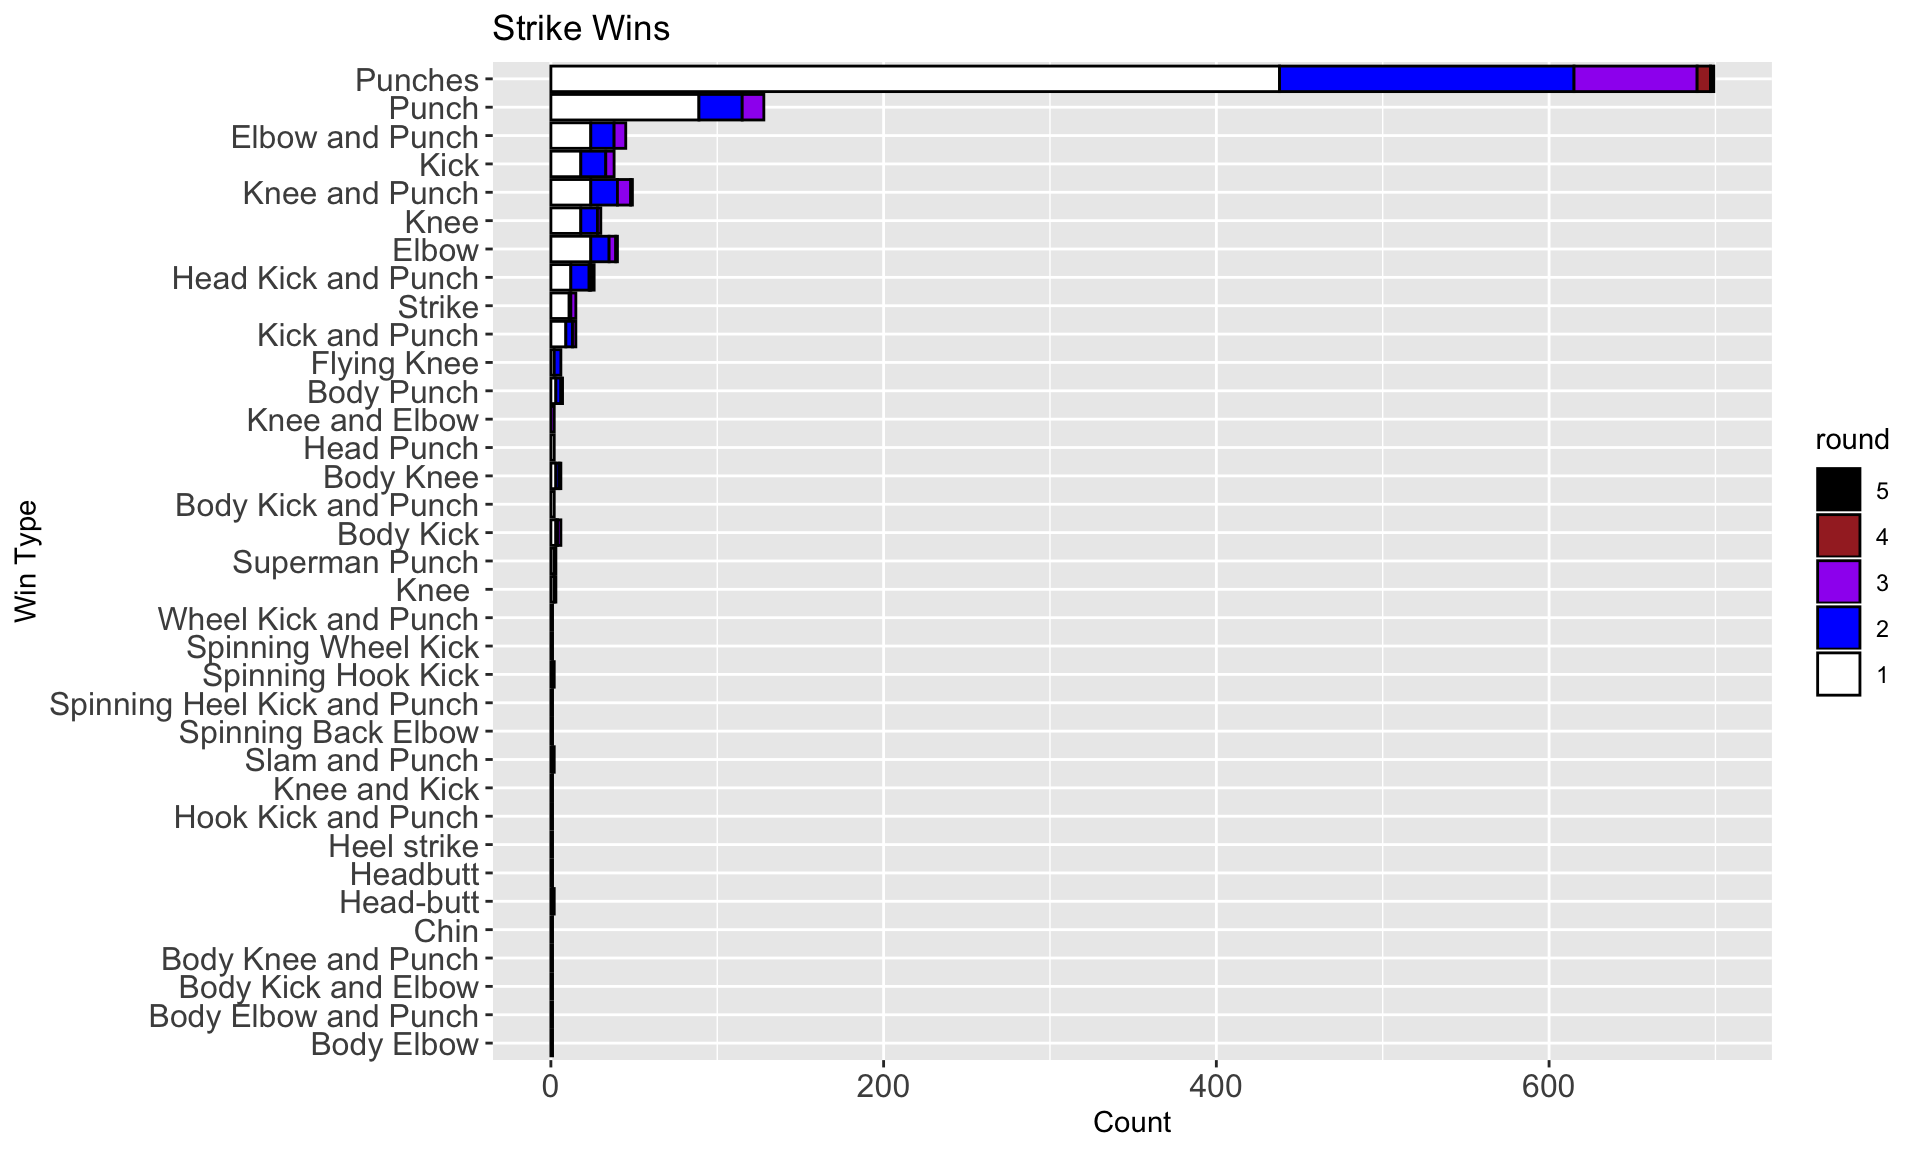 Strike Wins
Punches
Punch
Elbow and Punch
Kick
Knee and Punch
Knee
Elbow
Head Kick and Punch
Strike
Kick and Punch
Flying Knee
Body Punch
Knee and Elbow
Head Punch
Body Knee
Body Kick and Punch
Body Kick
Superman Punch
Knee
Wheel Kick and Punch
Spinning Wheel Kick
Spinning Hook Kick
Spinning Heel Kick and Punch
Spinning Back Elbow
Slam and Punch
Knee and Kick
Hook Kick and Punch
Heel strike
Headbutt
Head-butt
Chin
Body Knee and Punch
Body Kick and Elbow
Body Elbow and Punch
Body Elbow
Win Type
0 200 400 600
Count
round
5
4
3
2
1